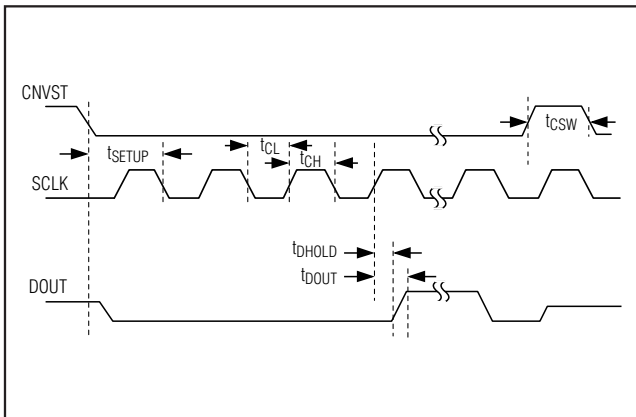 CNVST
tCSW
tSETUP
tCL
tCH
SCLK
tDHOLD
tDOUT
DOUT